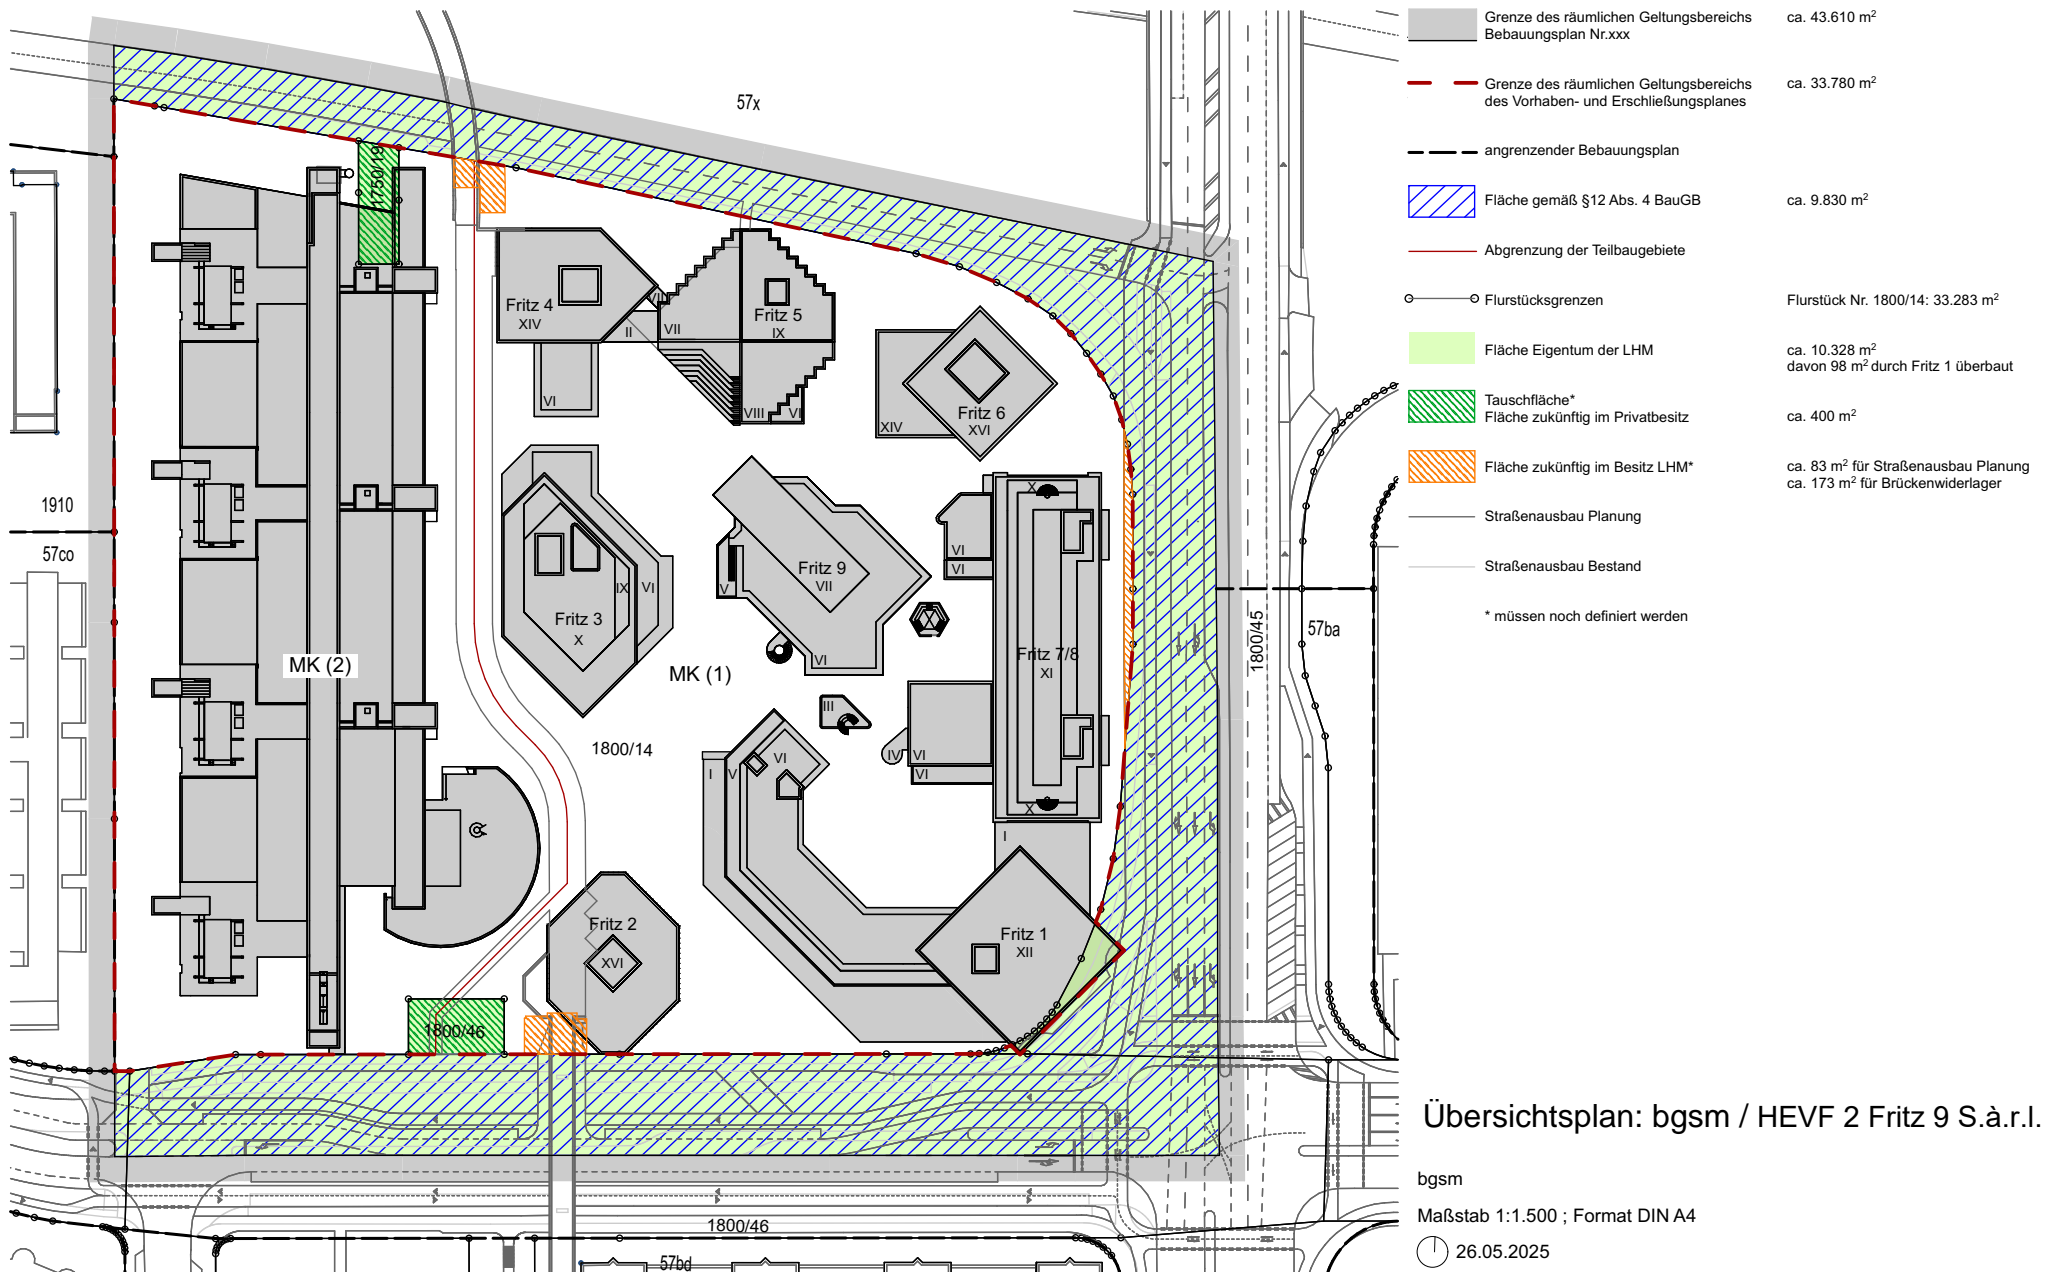 Grenze des räumlichen Geltungsbereichs
Bebauungsplan Nr.xxx
ca. 43.610 m²
Grenze des räumlichen Geltungsbereichs
des Vorhaben- und Erschließungsplanes
ca. 33.780 m²
angrenzender Bebauungsplan
Fläche gemäß §12 Abs. 4 BauGB
ca. 9.830 m²
Abgrenzung der Teilbaugebiete
Flurstücksgrenzen
Flurstück Nr. 1800/14: 33.283 m²
Fläche Eigentum der LHM
ca. 10.328 m²
davon 98 m² durch Fritz 1 überbaut
Tauschfläche*
Fläche zukünftig im Privatbesitz
ca. 400 m²
Fläche zukünftig im Besitz LHM*
ca. 83 m² für Straßenausbau Planung
ca. 173 m² für Brückenwiderlager
Straßenausbau Planung
Straßenausbau Bestand
* müssen noch definiert werden
57x
1750/19
Fritz 4
XIV
VII
II
VII
Fritz 5
IX
VI
VIII
VI
XIV
Fritz 6
XVI
1910
57co
MK (2)
Fritz 3
X
IX
VI
Fritz 9
VII
V
VI
MK (1)
X
VI
VI
Fritz 7/8
XI
III
IV
VI
VI
X
1800/45
57ba
1800/14
I
V
VI
I
Fritz 2
XVI
Fritz 1
XII
1800/46
1800/46
57bd
Übersichtsplan: bgsm / HEVF 2 Fritz 9 S.à.r.l.
bgsm
Maßstab 1:1.500 ; Format DIN A4
26.05.2025